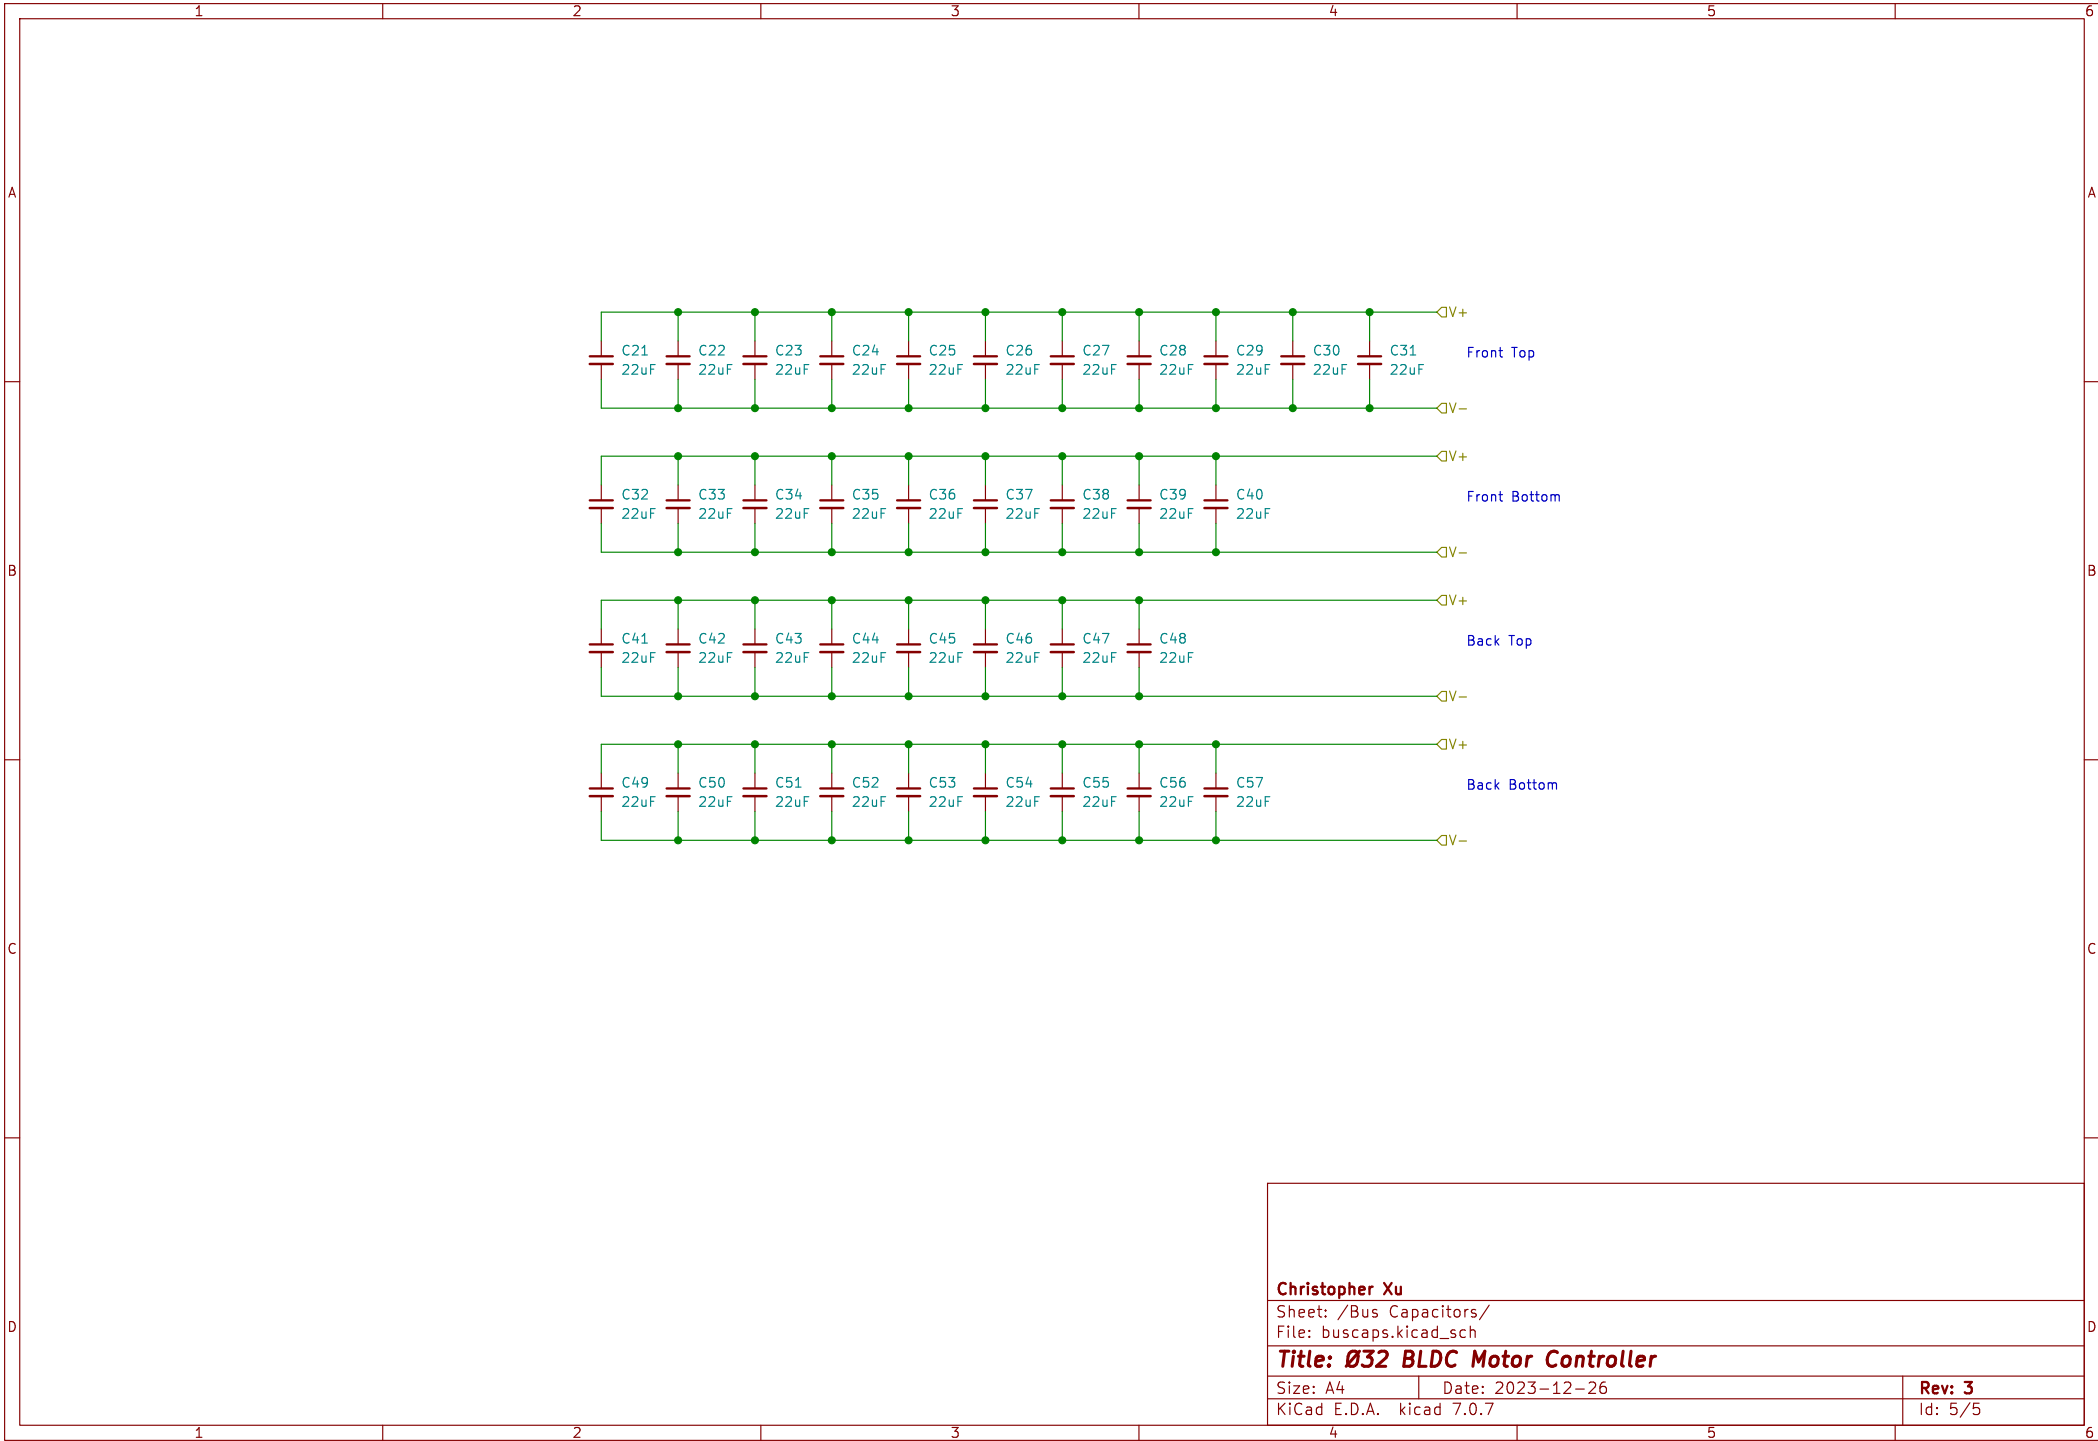 1 2 3 4 5 6
A A
V+
C21 C22 C23 C24 C25 C26 C27 C28 C29 C30 C31
Front Top
22uF 22uF 22uF 22uF 22uF 22uF 22uF 22uF 22uF 22uF 22uF
V-
V+
C32 C33 C34 C35 C36 C37 C38 C39 C40
Front Bottom
22uF 22uF 22uF 22uF 22uF 22uF 22uF 22uF 22uF
V-
B B
V+
C41 C42 C43 C44 C45 C46 C47 C48
Back Top
22uF 22uF 22uF 22uF 22uF 22uF 22uF 22uF
V-
V+
C49 C50 C51 C52 C53 C54 C55 C56 C57
Back Bottom
22uF 22uF 22uF 22uF 22uF 22uF 22uF 22uF 22uF
V-
C C
Christopher Xu
Sheet: /Bus Capacitors/
D D
File: buscaps.kicad_sch
Title: Ø32 BLDC Motor Controller
Size: A4 Date: 2023-12-26 Rev: 3
KiCad E.D.A. kicad 7.0.7 Id: 5/5
1 2 3 4 5 6